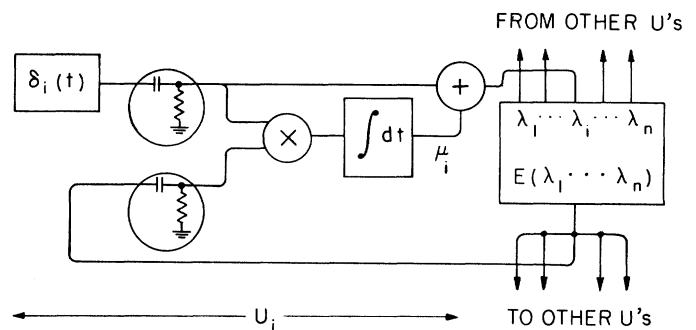 FROM OTHER U'S
δi (t)
+
λ1 ··· λi ··· λn
× ∫dt
μi
E(λ1 ··· λn)
Ui
TO OTHER U'S